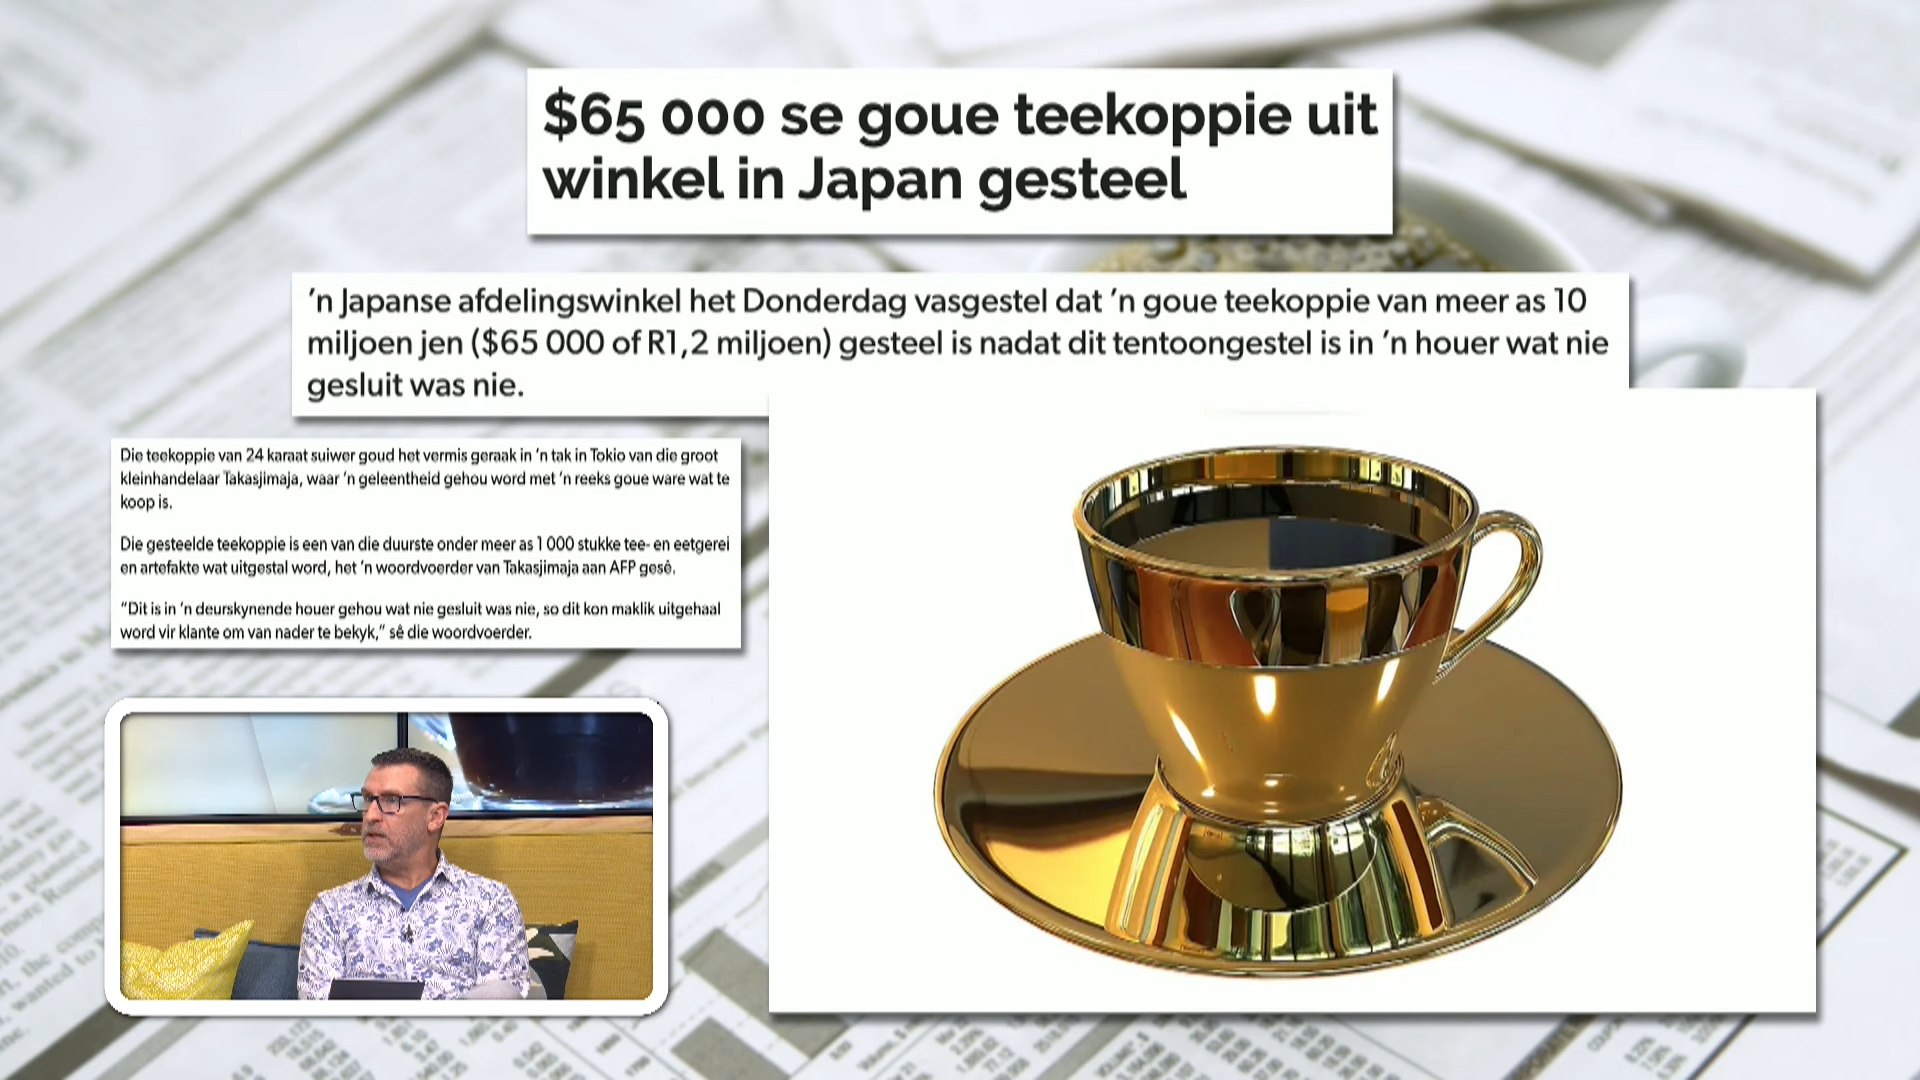 $65 000 se goue teekoppie uit
winkel in Japan gesteel
’n Japanse afdelingswinkel het Donderdag vasgestel dat ’n goue teekoppie van meer as 10
miljoen jen ($65 000 of R1,2 miljoen) gesteel is nadat dit tentoongestel is in ’n houer wat nie
gesluit was nie.
Die teekoppie van 24 karaat suiwer goud het vermis geraak in ’n tak in Tokio van die groot
kleinhandelaar Takasjimaja, waar ’n geleentheid gehou word met ’n reeks goue ware wat te
koop is.
Die gesteelde teekoppie is een van die duurste onder meer as 1 000 stukke tee- en eetgerei
en artefakte wat uitgestal word, het ’n woordvoerder van Takasjimaja aan AFP gesê.
“Dit is in ’n deurskynende houer gehou wat nie gesluit was nie, so dit kon maklik uitgehaal
word vir klante om van nader te bekyk,” sê die woordvoerder.